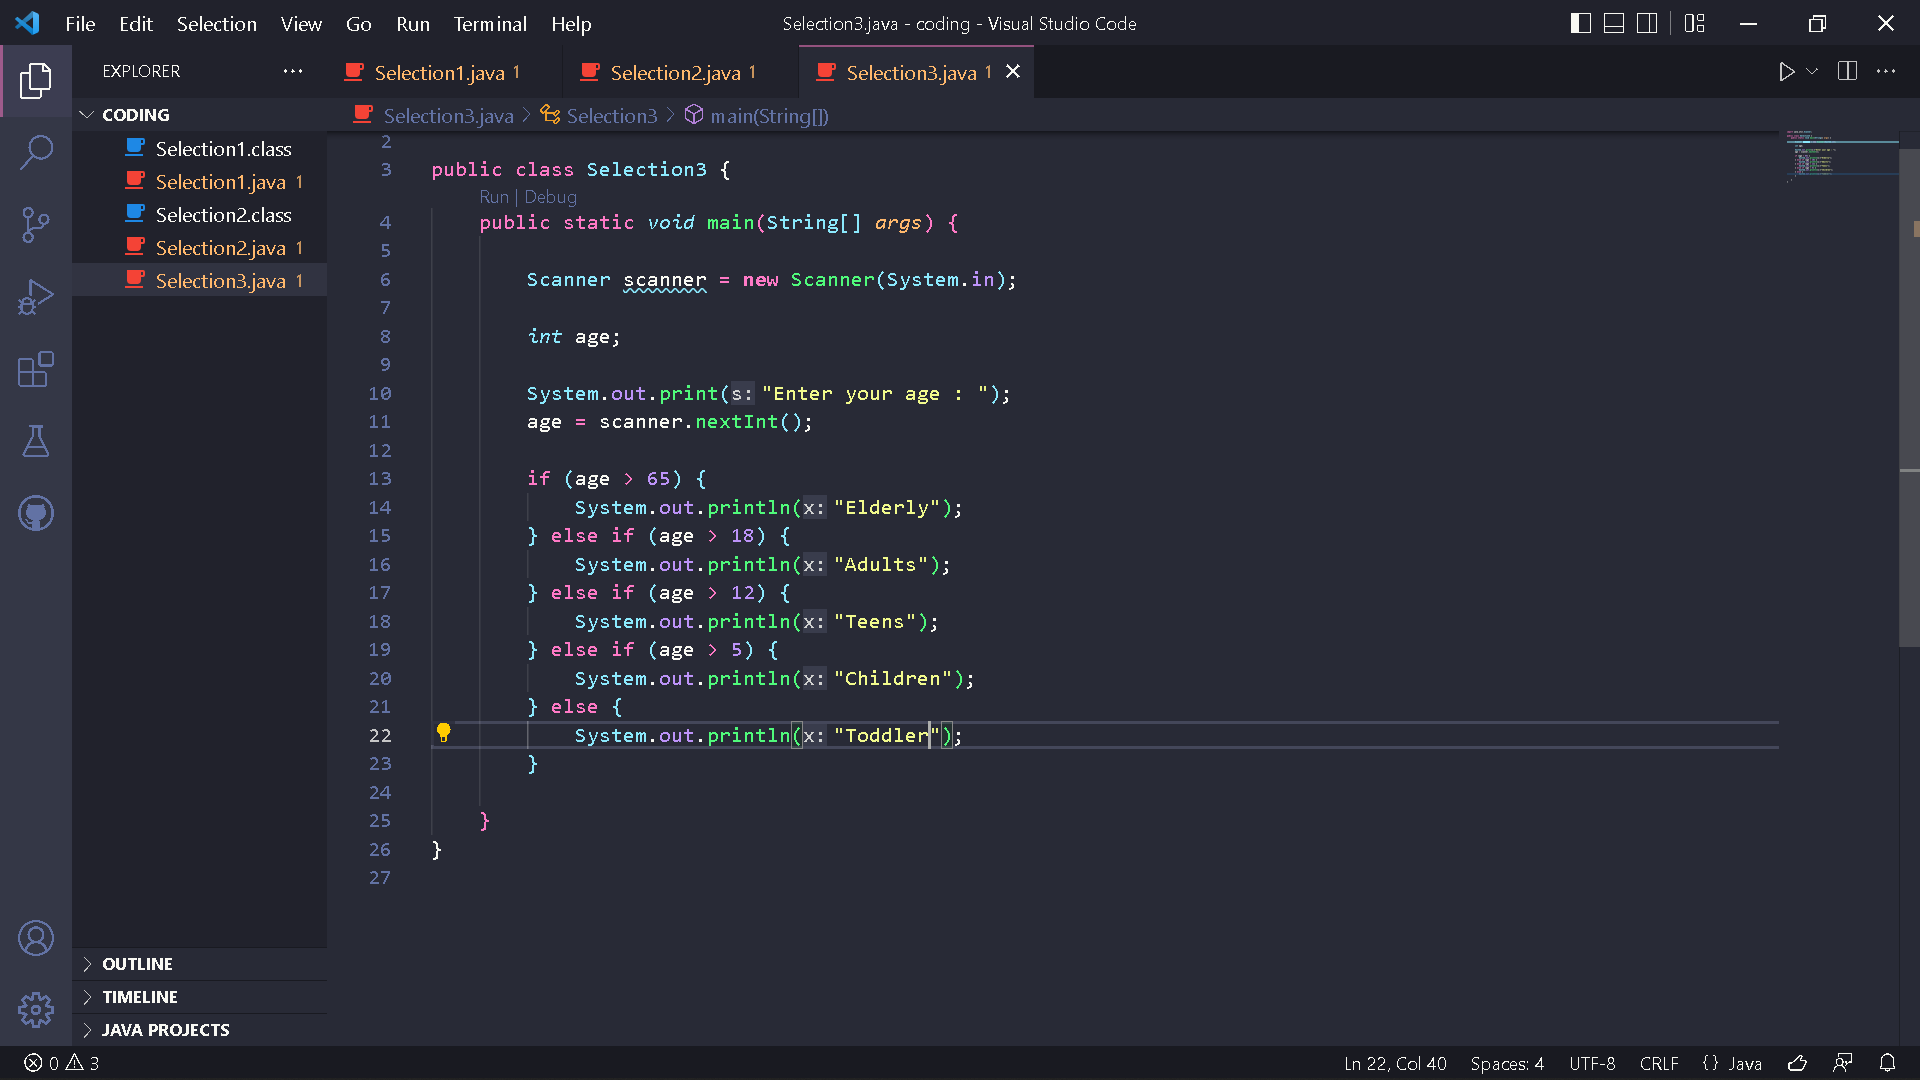 File Edit Selection View Go Run Terminal Help
Selection3.java - coding - Visual Studio Code
EXPLORER
Selection1.java 1
Selection2.java 1
Selection3.java 1
CODING
Selection1.class
Selection1.java 1
Selection2.class
Selection2.java 1
Selection3.java 1
OUTLINE
TIMELINE
JAVA PROJECTS
Selection3.java > Selection3 > main(String[])
2
3 public class Selection3 {
Run | Debug
4 public static void main(String[] args) {
5
6 Scanner scanner = new Scanner(System.in);
7
8 int age;
9
10 System.out.print(s: "Enter your age : ");
11 age = scanner.nextInt();
12
13 if (age > 65) {
14 System.out.println(x: "Elderly");
15 } else if (age > 18) {
16 System.out.println(x: "Adults");
17 } else if (age > 12) {
18 System.out.println(x: "Teens");
19 } else if (age > 5) {
20 System.out.println(x: "Children");
21 } else {
22 System.out.println(x: "Toddler");
23 }
24
25 }
26 }
27
0 3
Ln 22, Col 40 Spaces: 4 UTF-8 CRLF {} Java